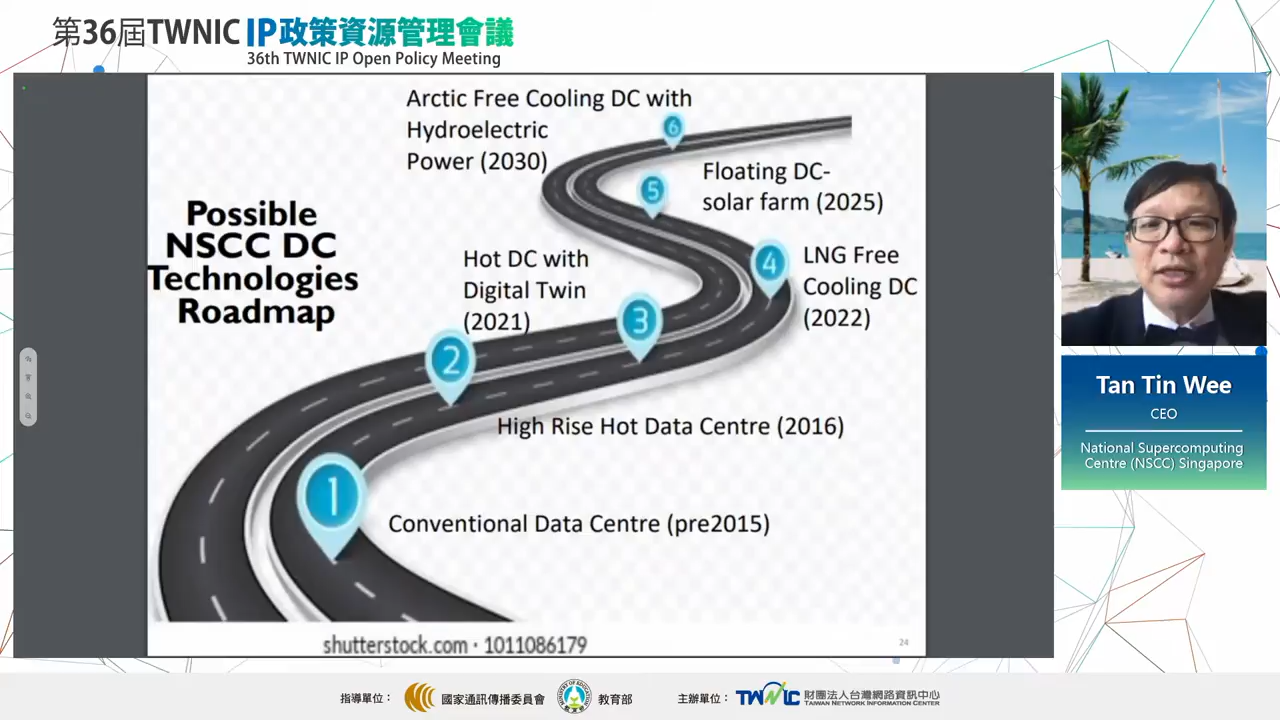 第36屆TWNIC IP政策資源管理會議
36th TWNIC IP Open Policy Meeting
Arctic Free Cooling DC with
Hydroelectric
Power (2030)
6
Floating DC-
solar farm (2025)
5
Possible
NSCC DC
Technologies
Roadmap
Hot DC with
Digital Twin
(2021)
LNG Free
Cooling DC
(2022)
4
3
2
High Rise Hot Data Centre (2016)
1
Conventional Data Centre (pre2015)
shutterstock.com · 1011086179
24
Tan Tin Wee
CEO
National Supercomputing
Centre (NSCC) Singapore
指導單位：
國家通訊傳播委員會
教育部
主辦單位：
TWNIC
財團法人台灣網路資訊中心
TAIWAN NETWORK INFORMATION CENTER